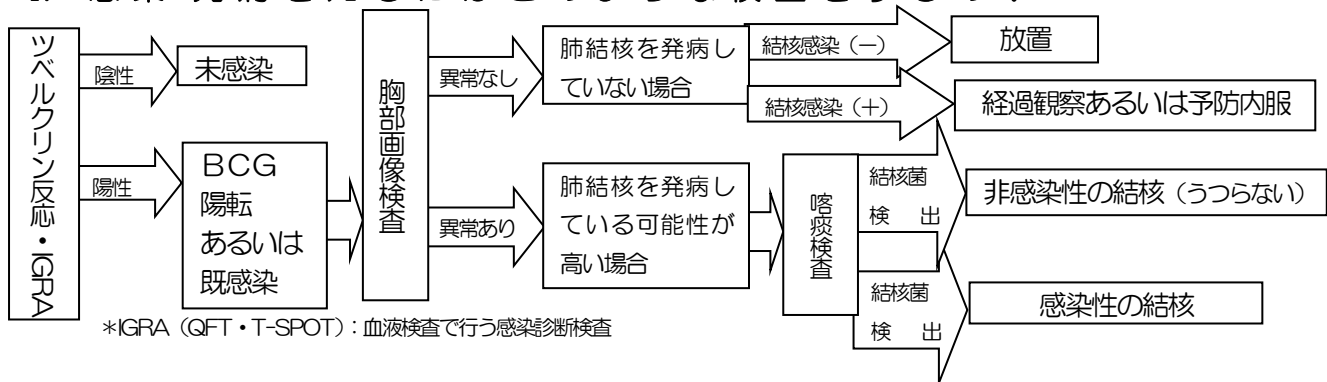 ツベルクリン反応・IGRA
陰性
未感染
陽性
BCG
陽転
あるいは
既感染
胸部画像検査
異常なし
肺結核を発病し
ていない場合
結核感染（－）
放置
結核感染（＋）
経過観察あるいは予防内服
異常あり
肺結核を発病し
ている可能性が
高い場合
喀痰検査
結核菌
検 出
非感染性の結核（うつらない）
結核菌
検 出
感染性の結核
＊IGRA（QFT・T-SPOT）：血液検査で行う感染診断検査